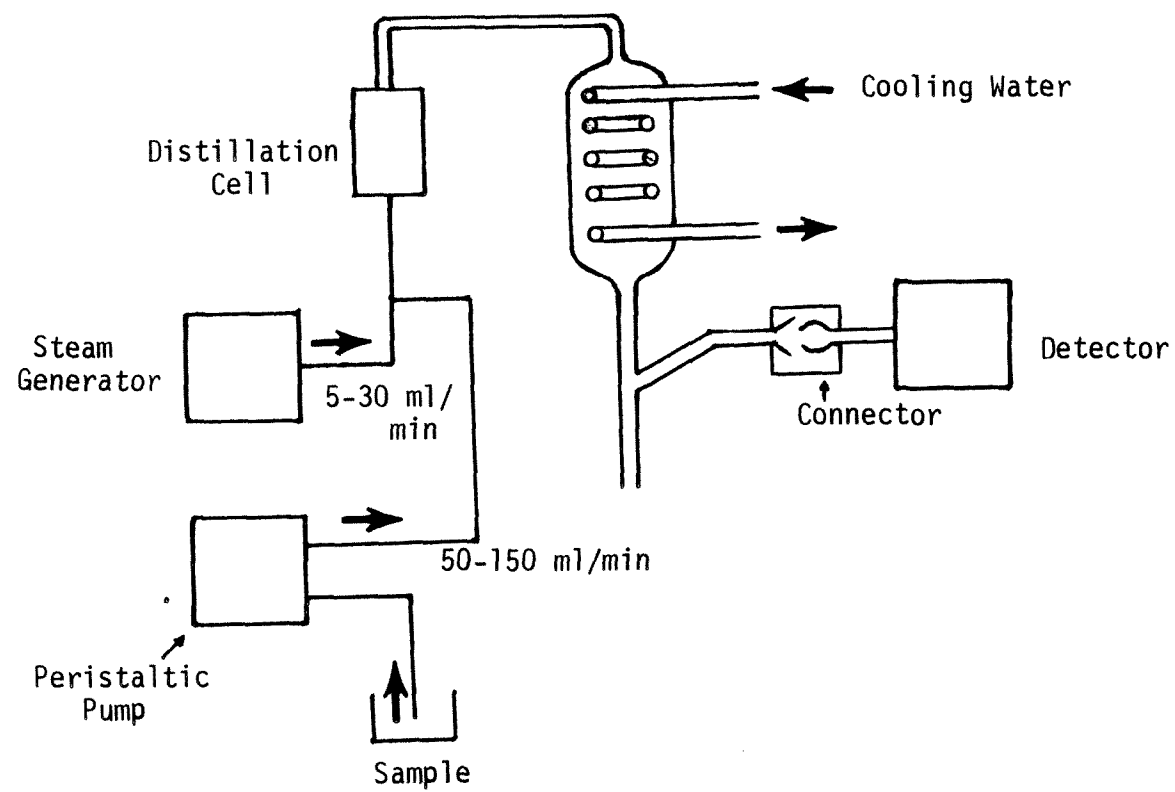 Cooling Water
Distillation
Cell
Steam
Generator
5-30 ml/
min
Detector
Connector
50-150 ml/min
Peristaltic
Pump
Sample